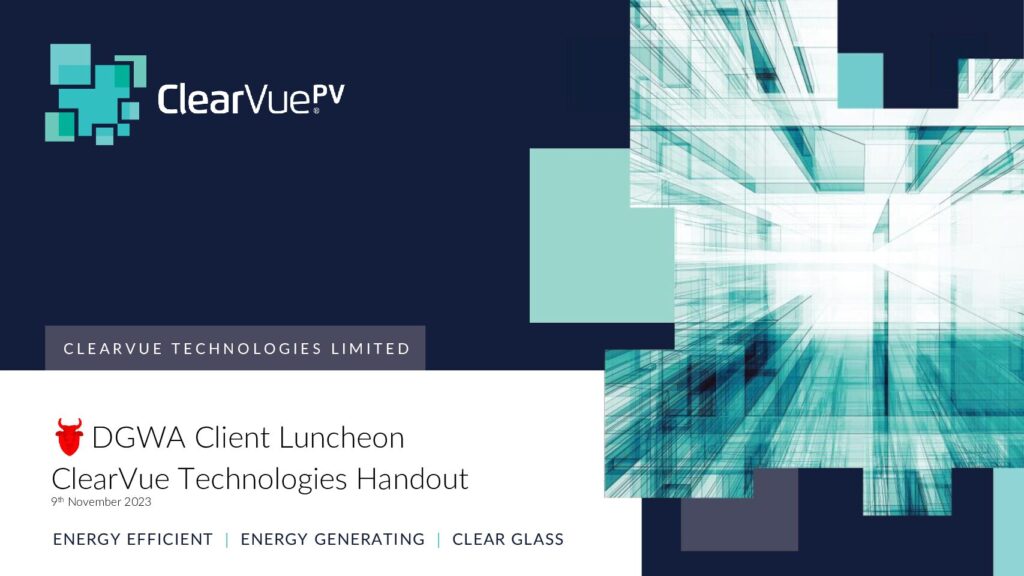 ClearVuePV®
CLEARVUE TECHNOLOGIES LIMITED
DGWA Client Luncheon
ClearVue Technologies Handout
9th November 2023
ENERGY EFFICIENT | ENERGY GENERATING | CLEAR GLASS